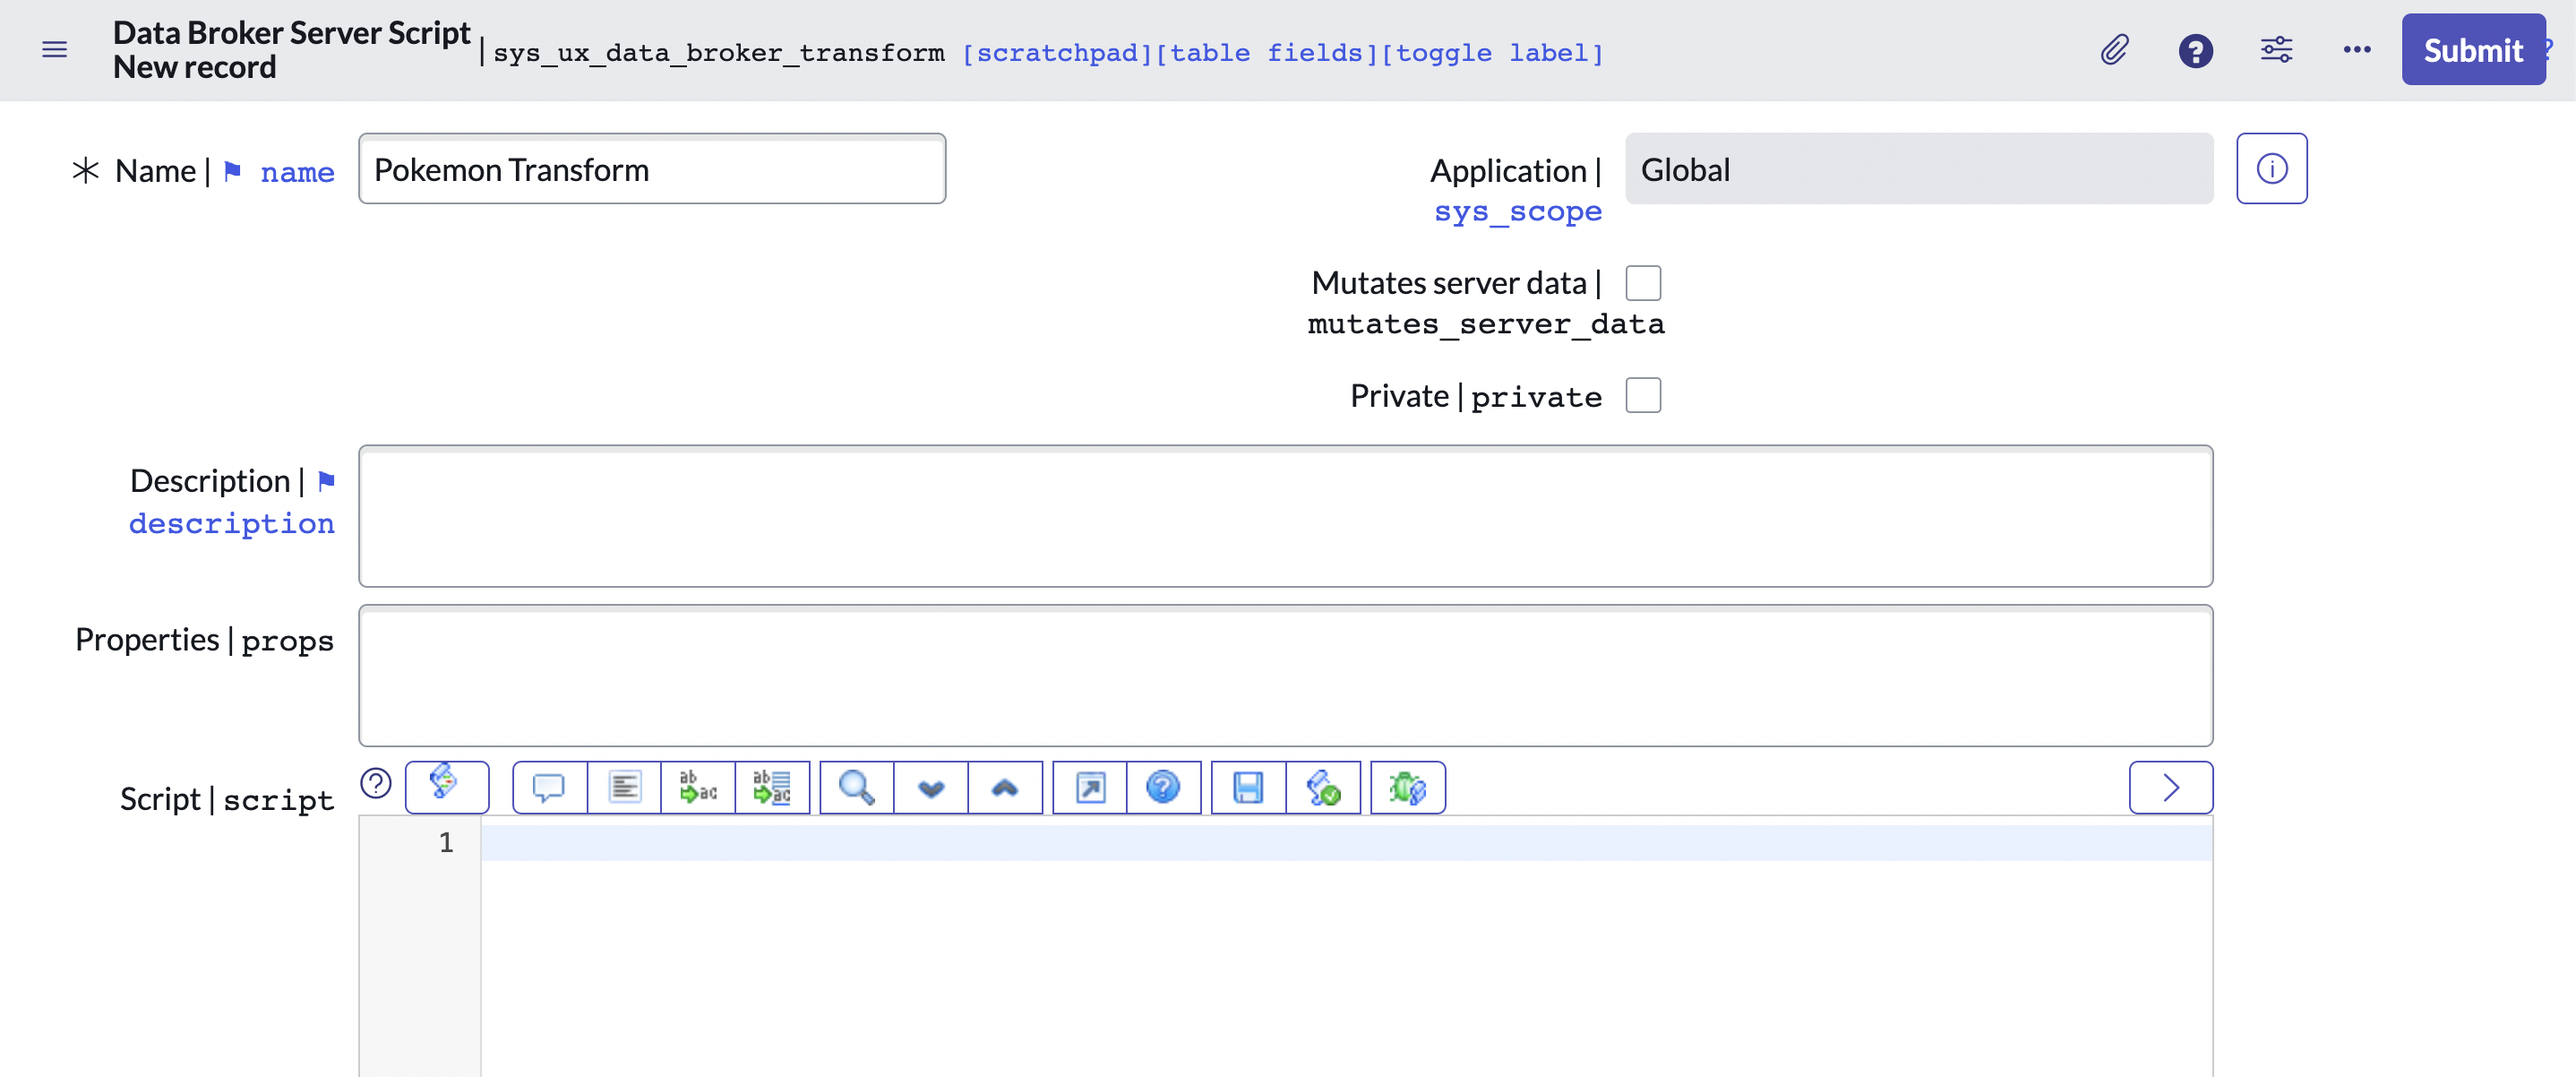 Data Broker Server Script
New record
| sys_ux_data_broker_transform [scratchpad][table fields][toggle label]
Submit
?
* Name | name
Pokemon Transform
Application |
sys_scope
Global
Mutates server data |
mutates_server_data
Private | private
Description |
description
Properties | props
Script | script
1